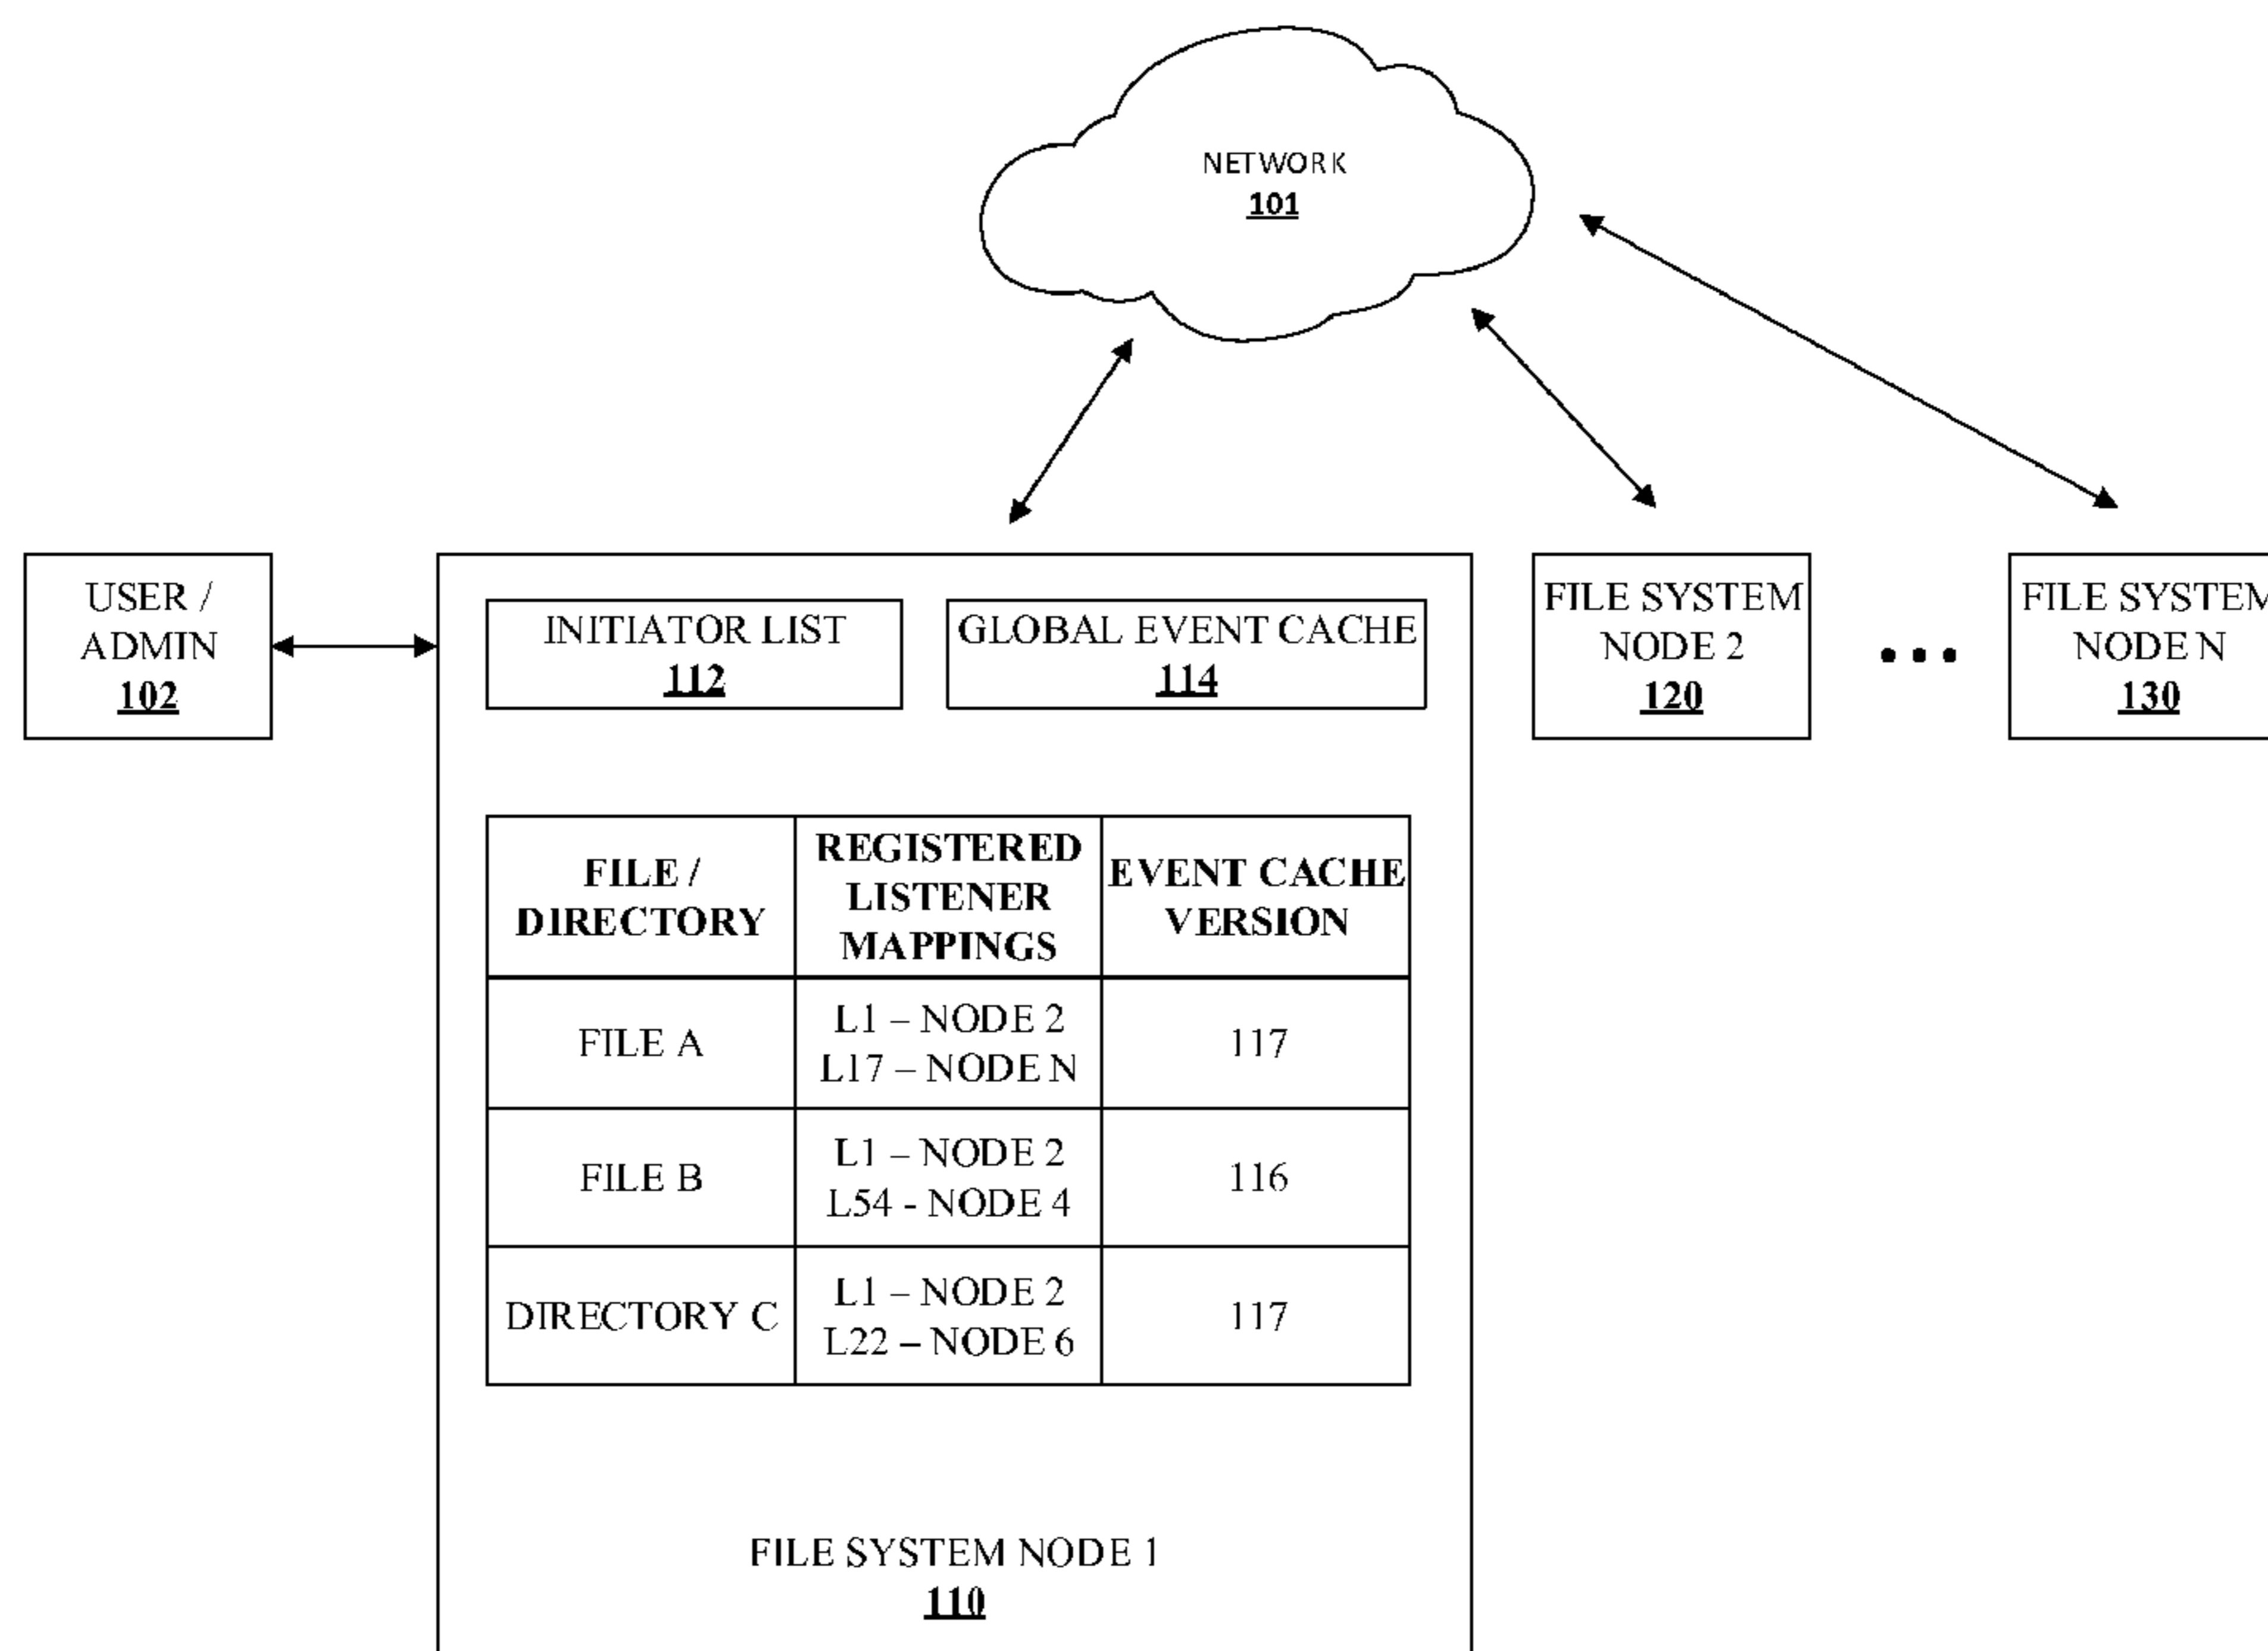 NETWORK
101
USER /
ADMIN
102
INITIATOR LIST
112
GLOBAL EVENT CACHE
114
FILE SYSTEM
NODE 2
120
• • •
FILE SYSTEM
NODE N
130
FILE /
DIRECTORY
REGISTERED
LISTENER
MAPPINGS
EVENT CACHE
VERSION
FILE A
L1 – NODE 2
L17 – NODE N
117
FILE B
L1 – NODE 2
L54 - NODE 4
116
DIRECTORY C
L1 – NODE 2
L22 – NODE 6
117
FILE SYSTEM NODE 1
110